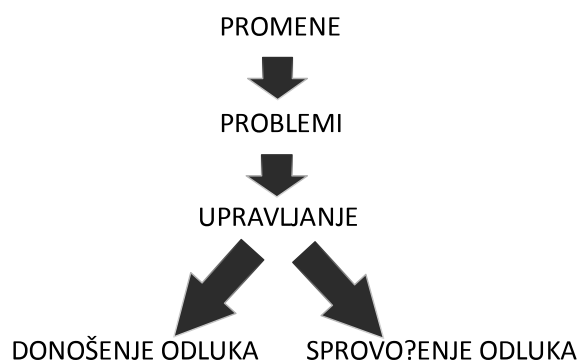 PROMENE
PROBLEMI
UPRAVLJANJE
DONOŠENJE ODLUKA SPROVO?ENJE ODLUKA